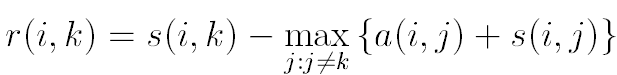 r(i, k) = s(i, k) − max_{j:j≠k} {a(i, j) + s(i, j)}